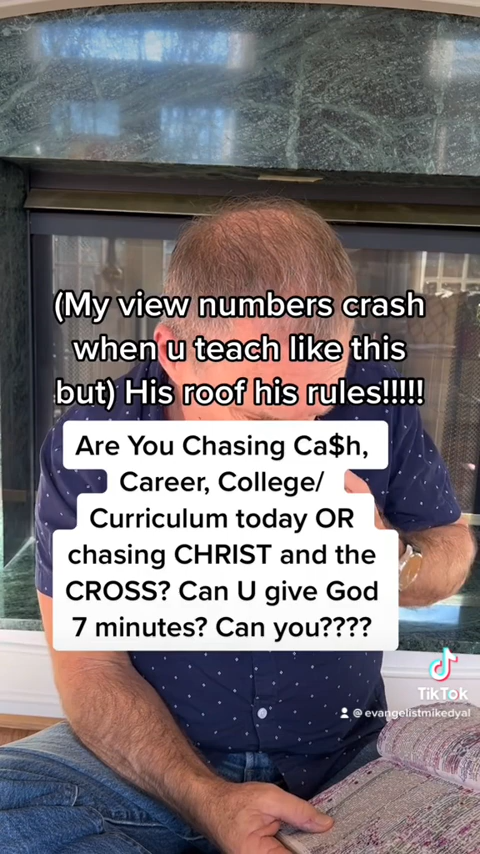 (My view numbers crash
when u teach like this
but) His roof his rules!!!!!
Are You Chasing Ca$h,
Career, College/
Curriculum today OR
chasing CHRIST and the
CROSS? Can U give God
7 minutes? Can you????
TikTok
@evangelistmikedyal